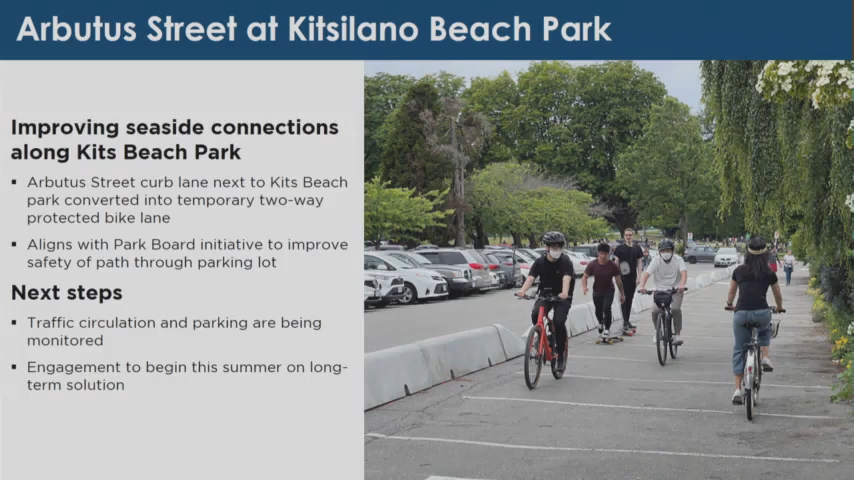 Arbutus Street at Kitsilano Beach Park
Improving seaside connections
along Kits Beach Park
▪ Arbutus Street curb lane next to Kits Beach
park converted into temporary two-way
protected bike lane
▪ Aligns with Park Board initiative to improve
safety of path through parking lot
Next steps
▪ Traffic circulation and parking are being
monitored
▪ Engagement to begin this summer on long-
term solution